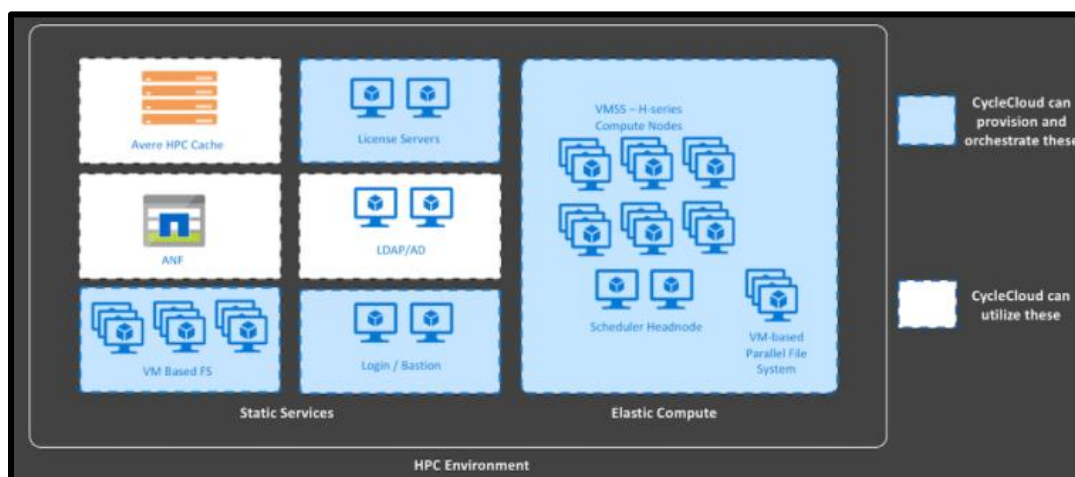 Avere HPC Cache
License Servers
VMSS – H-series
Compute Nodes
ANF
LDAP/AD
VM Based FS
Login / Bastion
Scheduler Headnode
VM-based
Parallel File
System
Static Services
Elastic Compute
HPC Environment
CycleCloud can
provision and
orchestrate these
CycleCloud can
utilize these